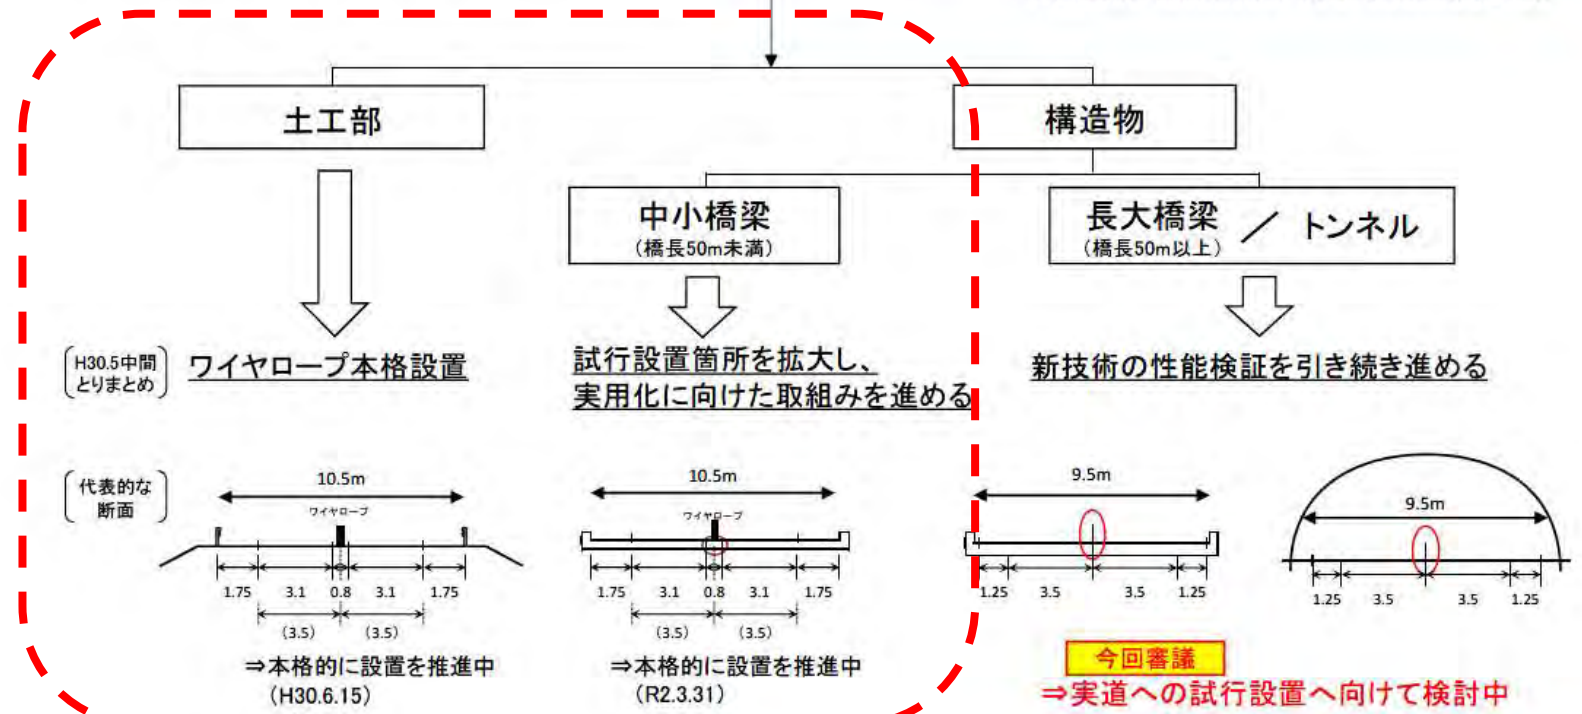 土工部
構造物
中小橋梁
(橋長50m未満)
長大橋梁 / トンネル
(橋長50m以上)
H30.5中間
とりまとめ
ワイヤロープ本格設置
試行設置箇所を拡大し、
実用化に向けた取組みを進める
新技術の性能検証を引き続き進める
代表的な
断面
10.5m
ワイヤロープ
1.75 3.1 0.8 3.1 1.75
(3.5) (3.5)
⇒本格的に設置を推進中
(H30.6.15)
10.5m
ワイヤロープ
1.75 3.1 0.8 3.1 1.75
(3.5) (3.5)
⇒本格的に設置を推進中
(R2.3.31)
9.5m
1.25 3.5 3.5 1.25
9.5m
1.25 3.5 3.5 1.25
今回審議
⇒実道への試行設置へ向けて検討中